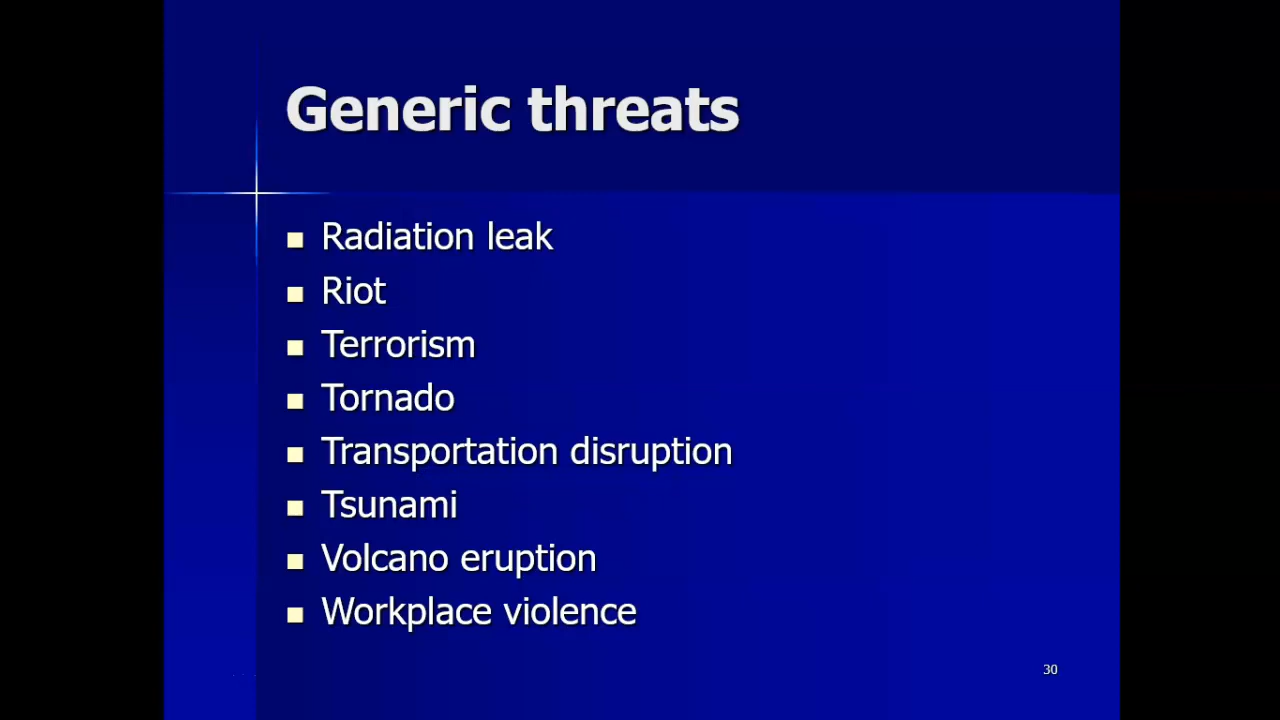 Generic threats
Radiation leak
Riot
Terrorism
Tornado
Transportation disruption
Tsunami
Volcano eruption
Workplace violence
30